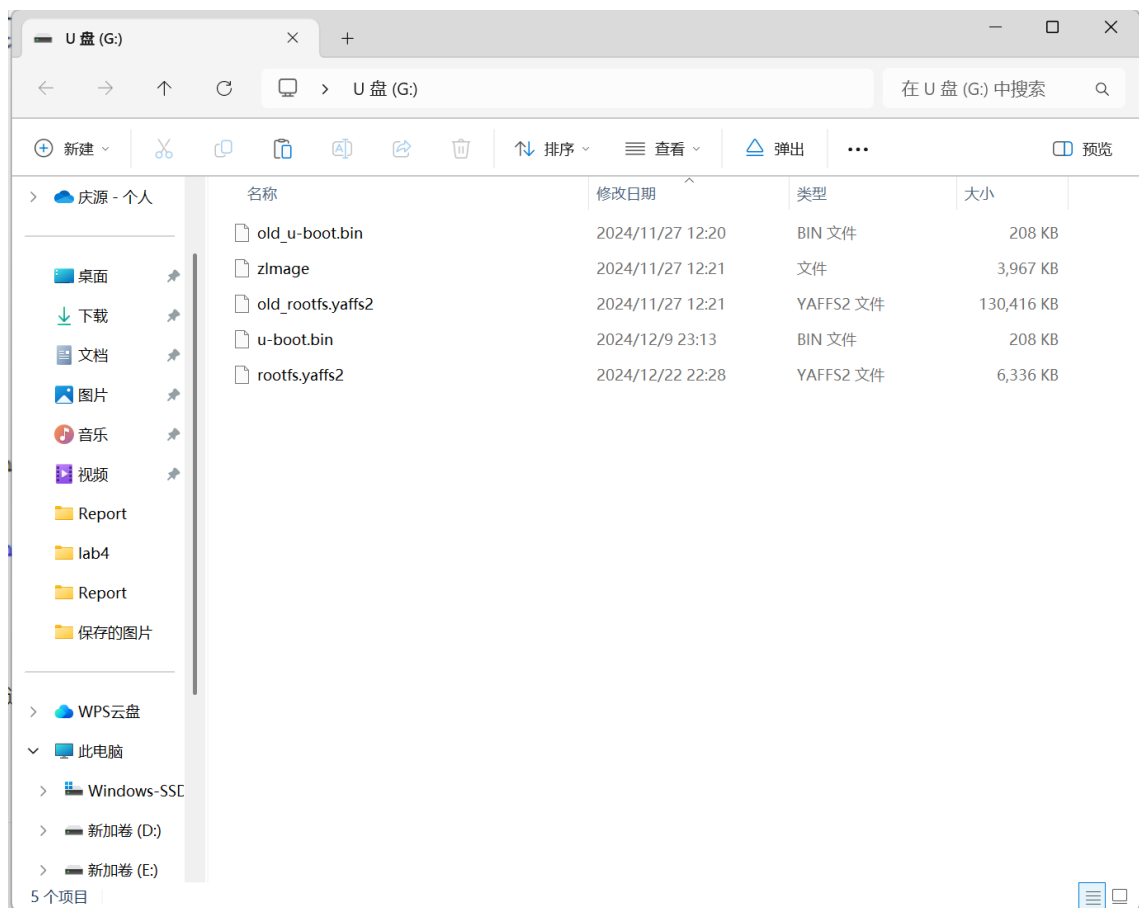 U 盘 (G:)
U 盘 (G:)
在 U 盘 (G:) 中搜索
新建
排序
查看
弹出
预览
庆源 - 个人
桌面
下载
文档
图片
音乐
视频
Report
lab4
Report
保存的图片
WPS云盘
此电脑
Windows-SSD
新加卷 (D:)
新加卷 (E:)
名称 修改日期 类型 大小
old_u-boot.bin 2024/11/27 12:20 BIN 文件 208 KB
zImage 2024/11/27 12:21 文件 3,967 KB
old_rootfs.yaffs2 2024/11/27 12:21 YAFFS2 文件 130,416 KB
u-boot.bin 2024/12/9 23:13 BIN 文件 208 KB
rootfs.yaffs2 2024/12/22 22:28 YAFFS2 文件 6,336 KB
5 个项目